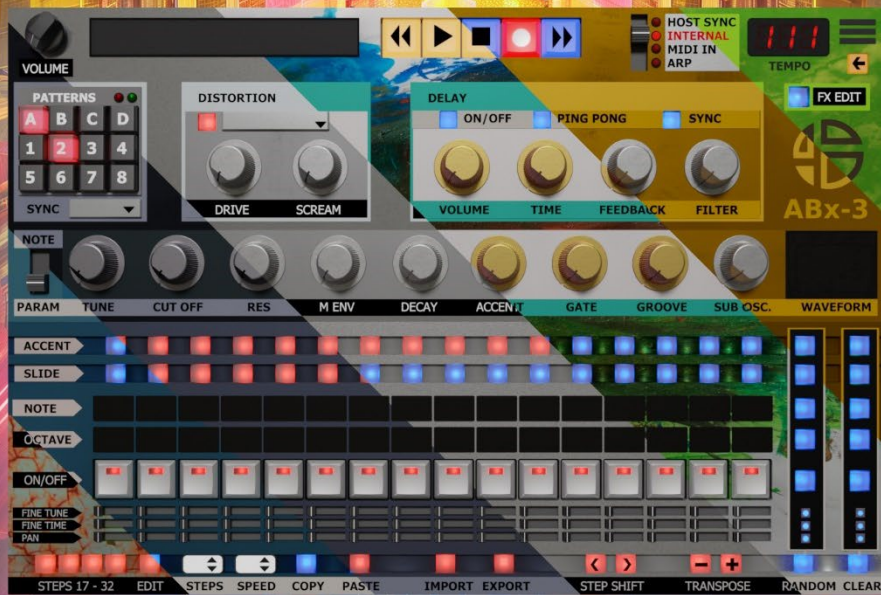 HOST SYNC
INTERNAL
MIDI IN
ARP
111
VOLUME
TEMPO
PATTERNS
DISTORTION
DELAY
FX EDIT
A B C D
ON/OFF PING PONG SYNC
1 2 3 4
5 6 7 8
SYNC
DRIVE SCREAM
VOLUME TIME FEEDBACK FILTER
ABx-3
NOTE
PARAM TUNE CUT OFF RES M ENV DECAY ACCENT GATE GROOVE SUB OSC. WAVEFORM
ACCENT
SLIDE
NOTE
OCTAVE
ON/OFF
FINE TUNE
FINE TIME
PAN
STEPS 17 - 32 EDIT STEPS SPEED COPY PASTE IMPORT EXPORT STEP SHIFT TRANSPOSE RANDOM CLEAR